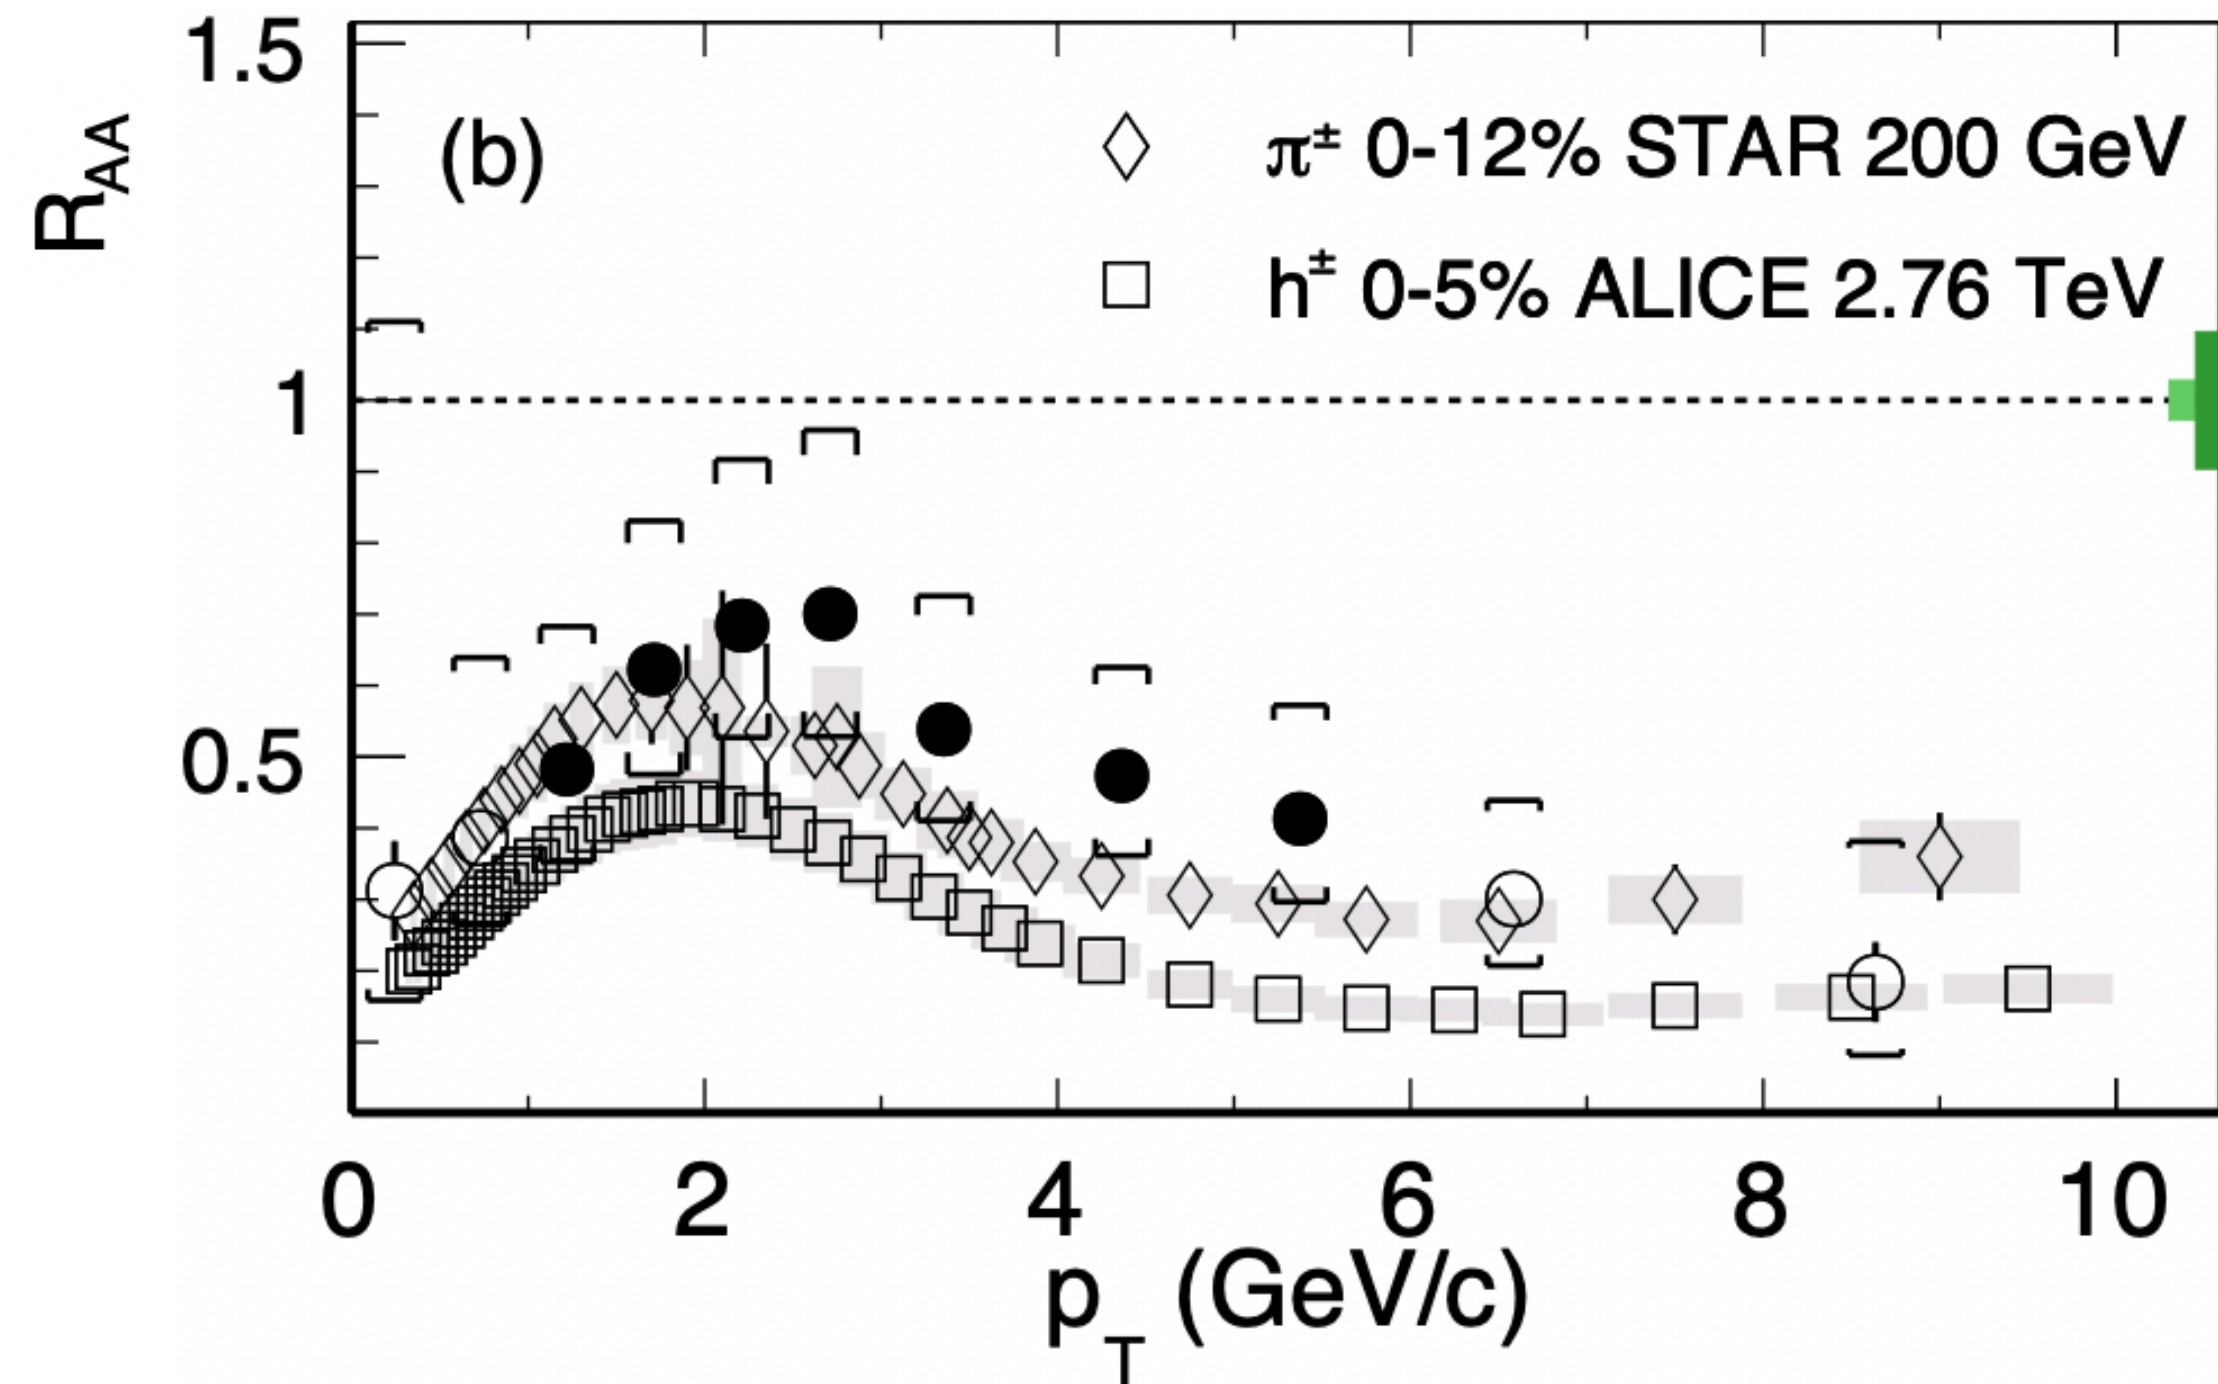 1.5
R_AA
(b)
π± 0-12% STAR 200 GeV
h± 0-5% ALICE 2.76 TeV
1
0.5
0 2 4 6 8 10
p_T (GeV/c)